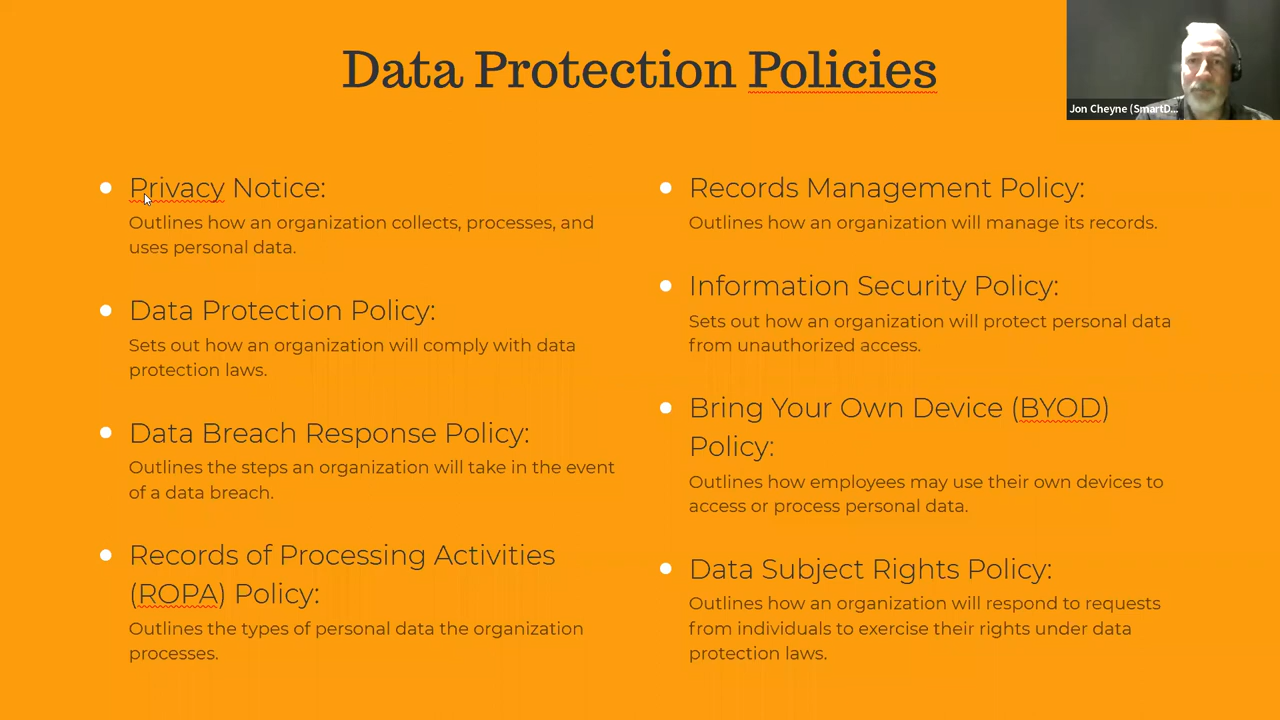 Data Protection Policies
Jon Cheyne (SmartD...
Privacy Notice:
Outlines how an organization collects, processes, and
uses personal data.
Data Protection Policy:
Sets out how an organization will comply with data
protection laws.
Data Breach Response Policy:
Outlines the steps an organization will take in the event
of a data breach.
Records of Processing Activities
(ROPA) Policy:
Outlines the types of personal data the organization
processes.
Records Management Policy:
Outlines how an organization will manage its records.
Information Security Policy:
Sets out how an organization will protect personal data
from unauthorized access.
Bring Your Own Device (BYOD)
Policy:
Outlines how employees may use their own devices to
access or process personal data.
Data Subject Rights Policy:
Outlines how an organization will respond to requests
from individuals to exercise their rights under data
protection laws.